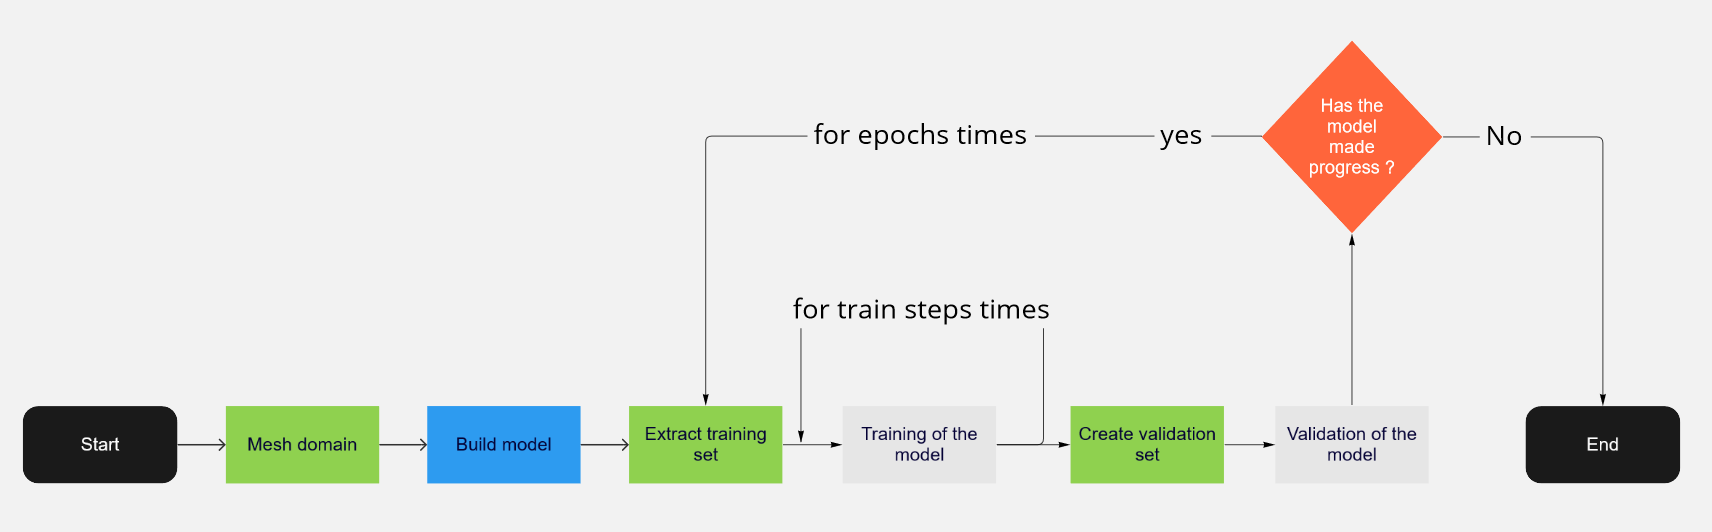 Has the
model
made
progress ?
for epochs times
yes
No
for train steps times
Start
Mesh domain
Build model
Extract training
set
Training of the
model
Create validation
set
Validation of the
model
End